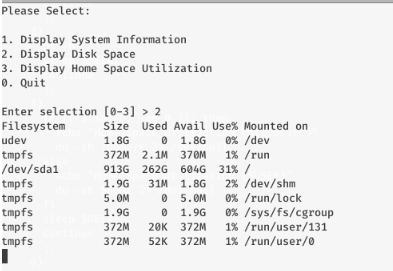 Please Select:
1. Display System Information
2. Display Disk Space
3. Display Home Space Utilization
0. Quit
Enter selection [0-3] > 2
Filesystem Size Used Avail Use% Mounted on
udev 1.8G 0 1.8G 0% /dev
tmpfs 372M 2.1M 370M 1% /run
/dev/sda1 913G 262G 604G 31% /
tmpfs 1.9G 31M 1.8G 2% /dev/shm
tmpfs 5.0M 0 5.0M 0% /run/lock
tmpfs 1.9G 0 1.9G 0% /sys/fs/cgroup
tmpfs 372M 20K 372M 1% /run/user/131
tmpfs 372M 52K 372M 1% /run/user/0